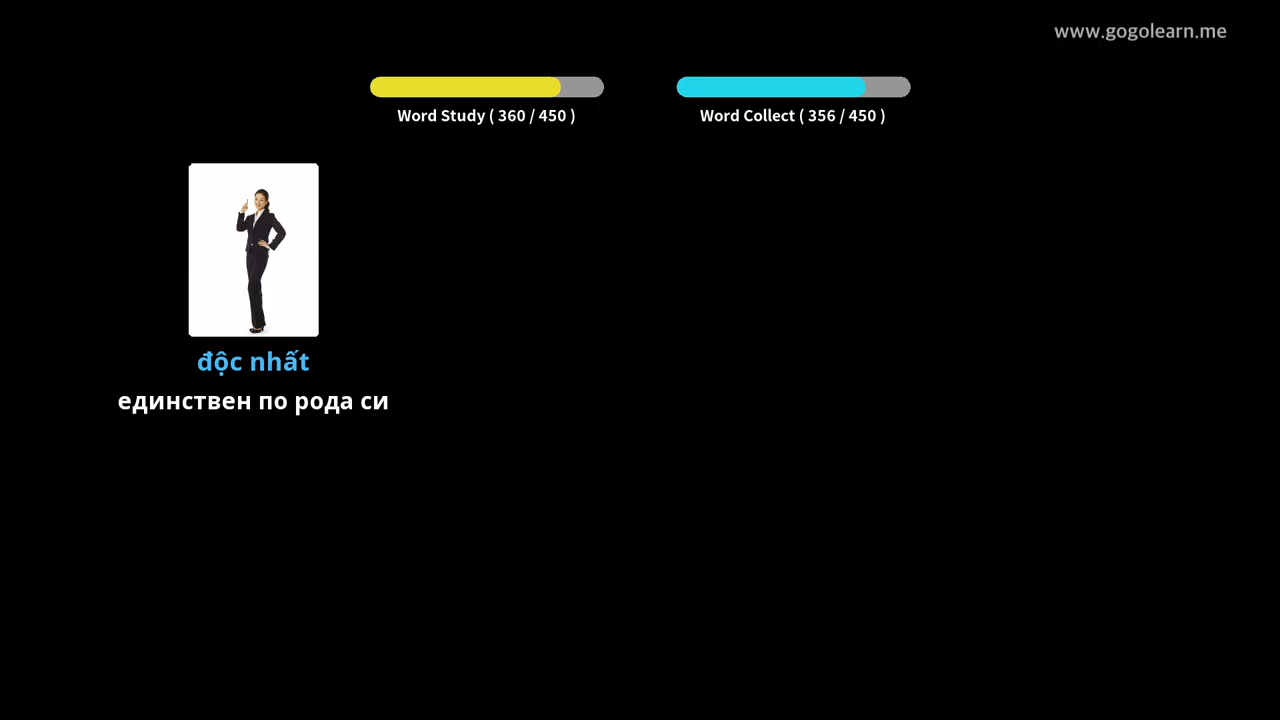 www.gogolearn.me
Word Study ( 360 / 450 )
Word Collect ( 356 / 450 )
độc nhất
единствен по рода си